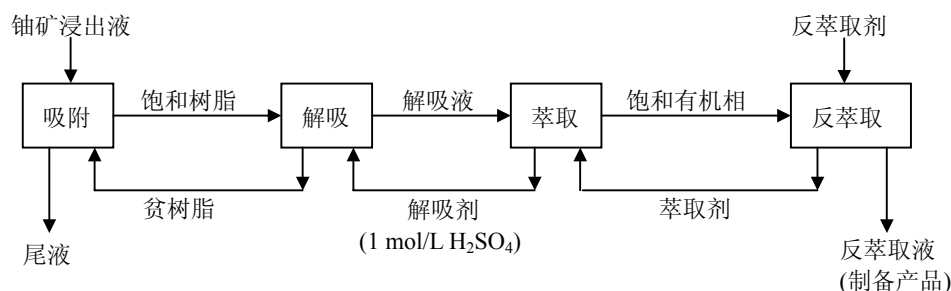 铀矿浸出液
反萃取剂
吸附
饱和树脂
解吸
解吸液
萃取
饱和有机相
反萃取
贫树脂
解吸剂
(1 mol/L H₂SO₄)
萃取剂
尾液
反萃取液
(制备产品)